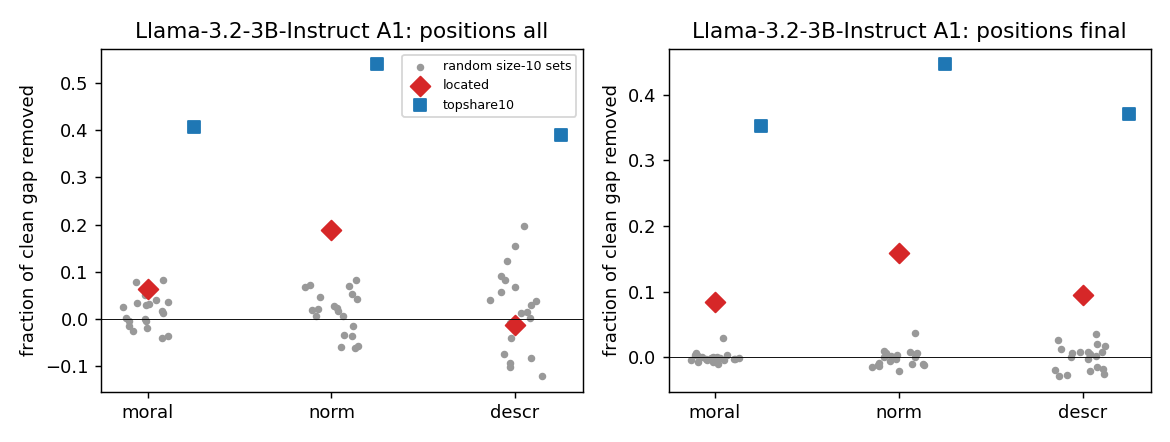 Llama-3.2-3B-Instruct A1: positions all
fraction of clean gap removed
0.5
0.4
0.3
0.2
0.1
0.0
−0.1
random size-10 sets
located
topshare10
moral
norm
descr
Llama-3.2-3B-Instruct A1: positions final
fraction of clean gap removed
0.4
0.3
0.2
0.1
0.0
moral
norm
descr